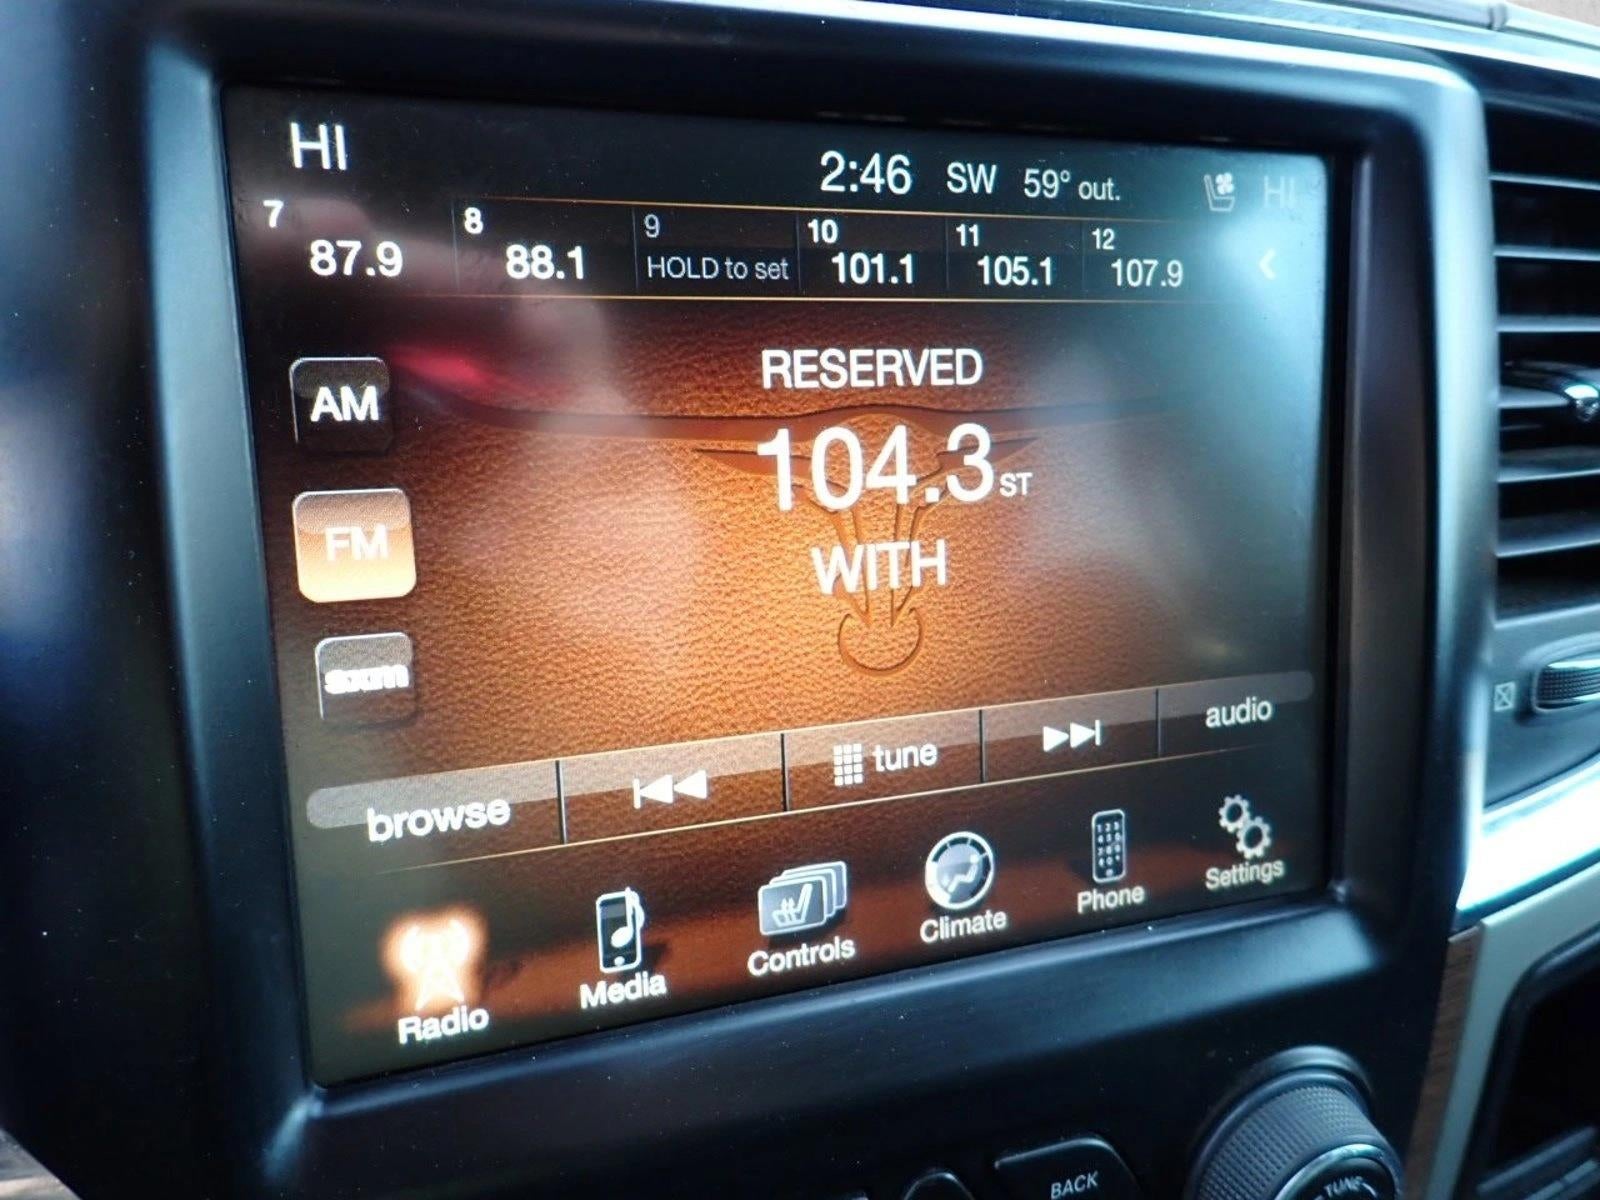 HI
2:46 SW 59° out. HI
7 8 9 10 11 12
87.9 88.1 HOLD to set 101.1 105.1 107.9
RESERVED
AM
104.3 ST
FM
WITH
sxm
browse tune audio
Radio Media Controls Climate Phone Settings
BACK
TUNE